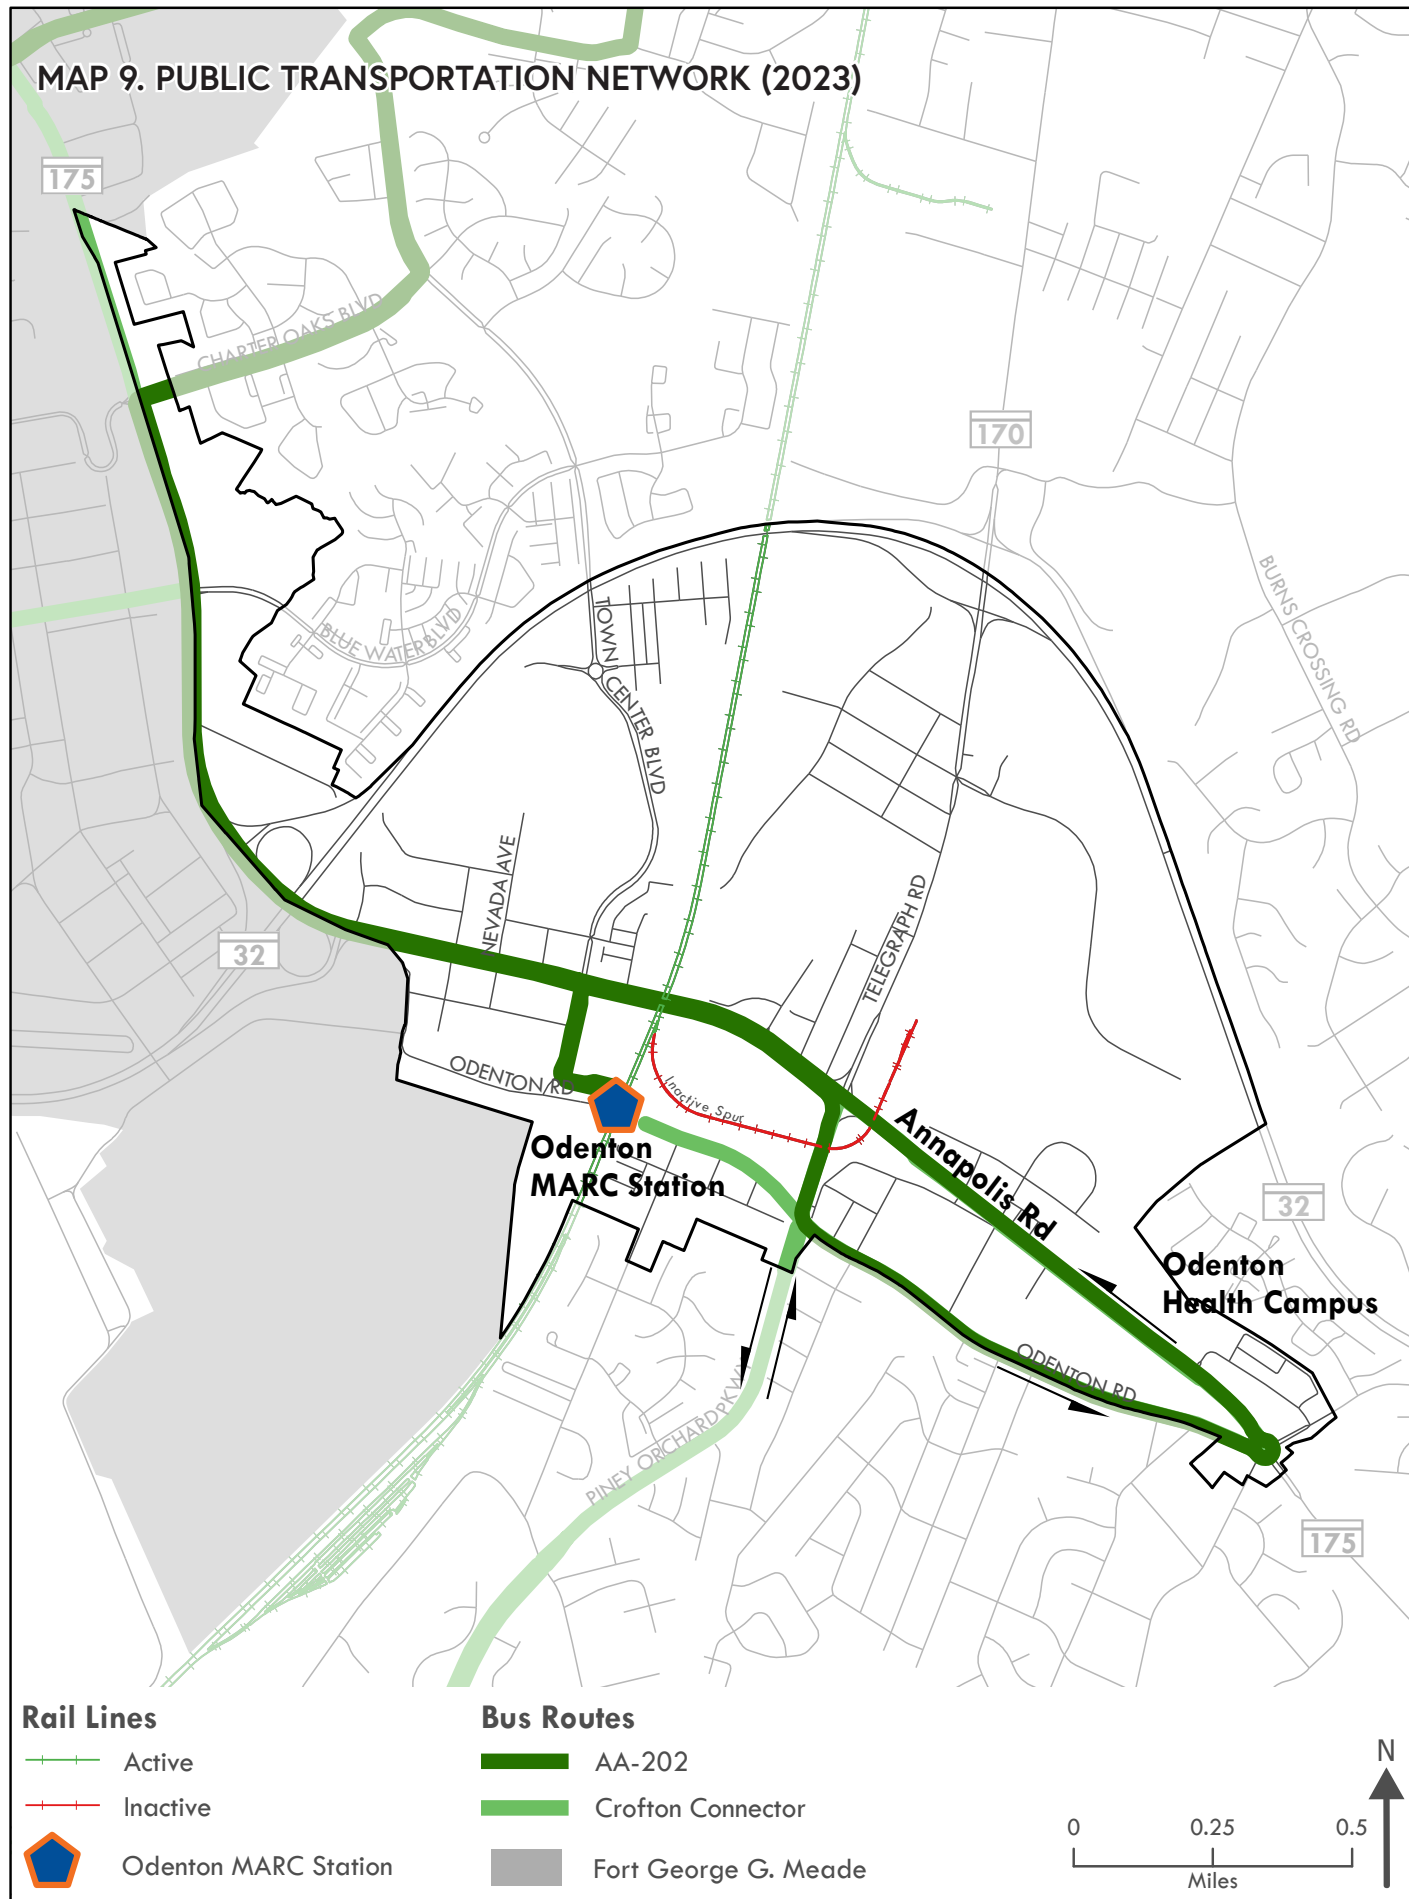 MAP 9. PUBLIC TRANSPORTATION NETWORK (2023)
175
CHARTER OAKS BLVD
170
BURNS CROSSING RD
BLUE WATER BLVD
TOWN CENTER BLVD
NEVADA AVE
TELEGRAPH RD
32
ODENTON RD
Inactive Spur
Odenton
MARC Station
Annapolis Rd
32
Odenton
Health Campus
ODENTON RD
PINEY ORCHARD PKWY
175
Rail Lines
Active
Inactive
Odenton MARC Station
Bus Routes
AA-202
Crofton Connector
Fort George G. Meade
N
0 0.25 0.5
Miles